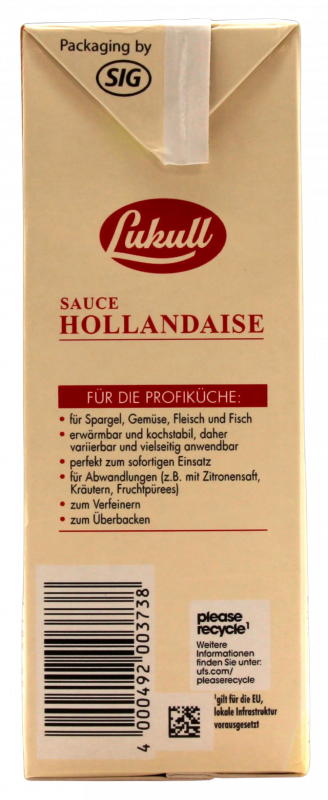 Packaging by
SIG
Lukull
SAUCE
HOLLANDAISE
FÜR DIE PROFIKÜCHE:
• für Spargel, Gemüse, Fleisch und Fisch
• erwärmbar und kochstabil, daher
variierbar und vielseitig anwendbar
• perfekt zum sofortigen Einsatz
• für Abwandlungen (z.B. mit Zitronensaft,
Kräutern, Fruchtpürees)
• zum Verfeinern
• zum Überbacken
4 000492 003738
please
recycle¹
Weitere
Informationen
finden Sie unter:
ufs.com/
pleaserecycle
¹gilt für die EU,
lokale Infrastruktur
vorausgesetzt